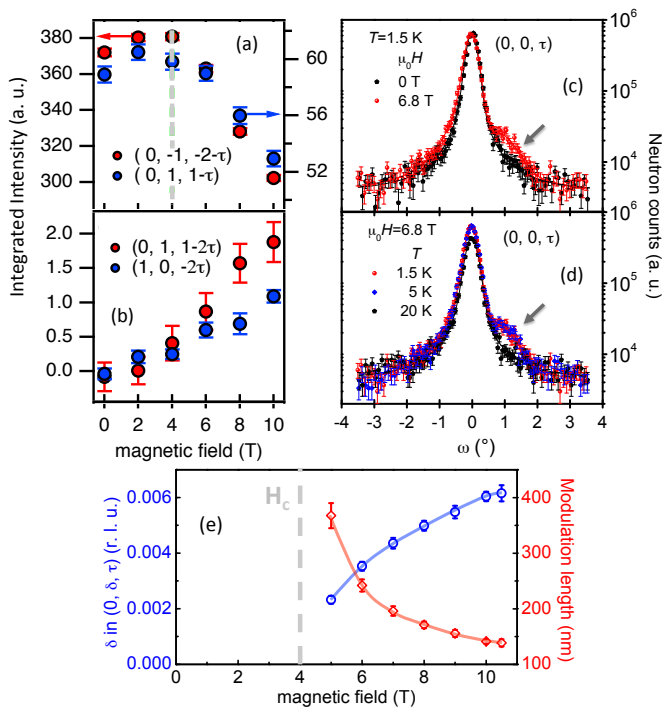 380
360
340
320
300
60
56
52
(a)
( 0, -1, -2-τ)
( 0, 1, 1-τ)
Integrated Intensity (a. u.)
2.0
1.5
1.0
0.5
0.0
(0, 1, 1-2τ)
(1, 0, -2τ)
(b)
0 2 4 6 8 10
magnetic field (T)
T=1.5 K
μ0H
0 T
6.8 T
(0, 0, τ)
(c)
10^6
10^5
10^4
10^6
μ0H=6.8 T
T
1.5 K
5 K
20 K
(0, 0, τ)
(d)
10^5
10^4
Neutron counts (a. u.)
-4 -3 -2 -1 0 1 2 3 4
ω (°)
0.006
0.004
0.002
0.000
δ in (0, δ, τ) (r. l. u.)
(e)
Hc
400
300
200
100
Modulation length (nm)
0 2 4 6 8 10
magnetic field (T)